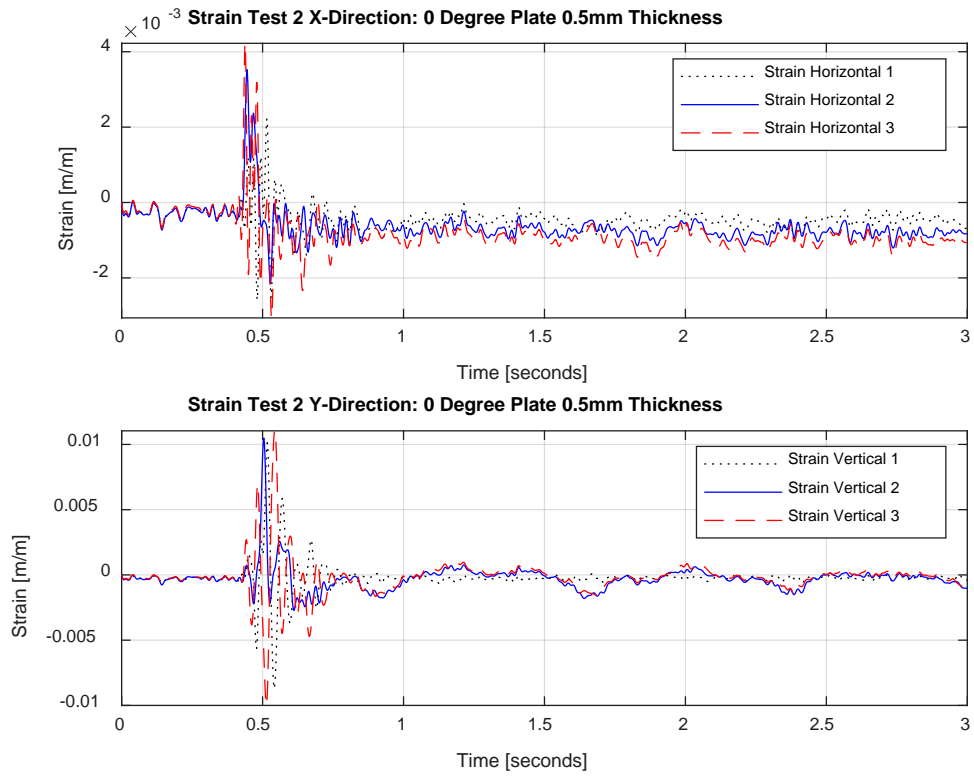 × 10⁻³
Strain Test 2 X-Direction: 0 Degree Plate 0.5mm Thickness
4
2
0
-2
Strain [m/m]
Strain Horizontal 1
Strain Horizontal 2
Strain Horizontal 3
0 0.5 1 1.5 2 2.5 3
Time [seconds]
Strain Test 2 Y-Direction: 0 Degree Plate 0.5mm Thickness
0.01
0.005
0
-0.005
-0.01
Strain [m/m]
Strain Vertical 1
Strain Vertical 2
Strain Vertical 3
0 0.5 1 1.5 2 2.5 3
Time [seconds]